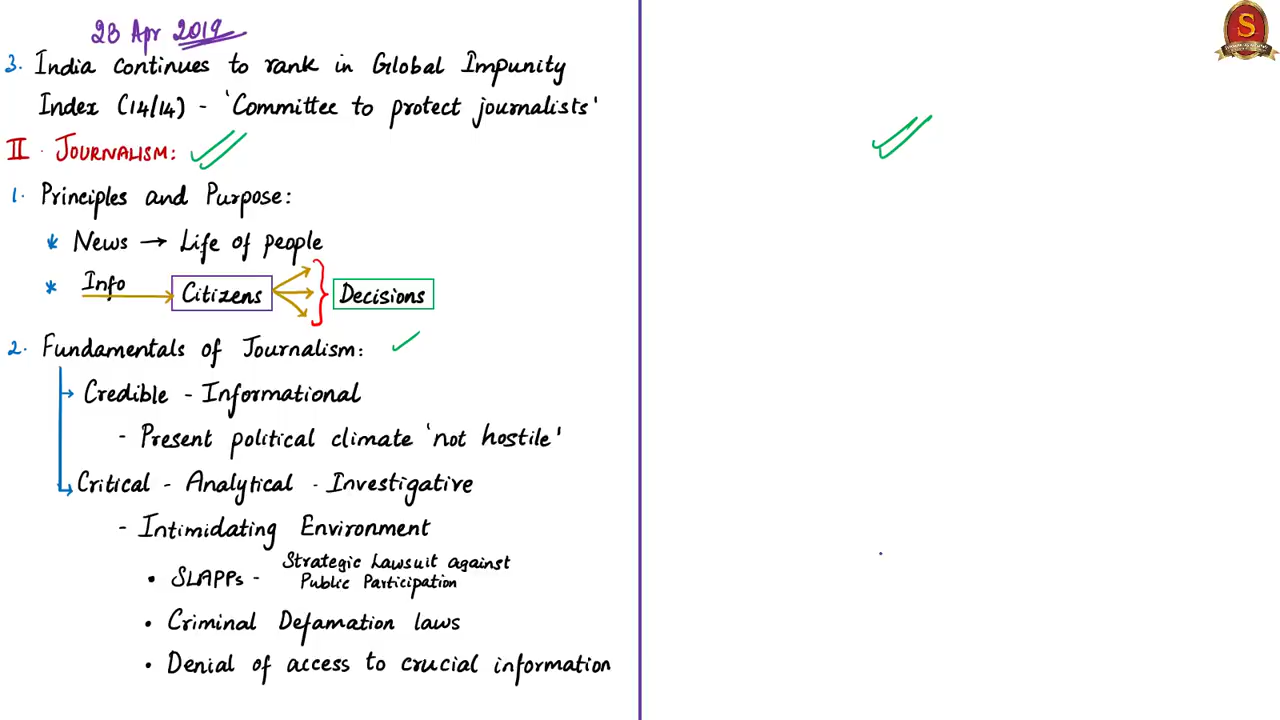 28 Apr 2019
3. India continues to rank in Global Impunity
Index (14/14) - 'Committee to protect journalists'
II. JOURNALISM:
1. Principles and Purpose:
* News → Life of people
* Info → Citizens } Decisions
2. Fundamentals of Journalism:
→ Credible - Informational
- Present political climate 'not hostile'
→ Critical - Analytical - Investigative
- Intimidating Environment
• SLAPPs - Strategic Lawsuit against
Public Participation
• Criminal Defamation laws
• Denial of access to crucial information
S